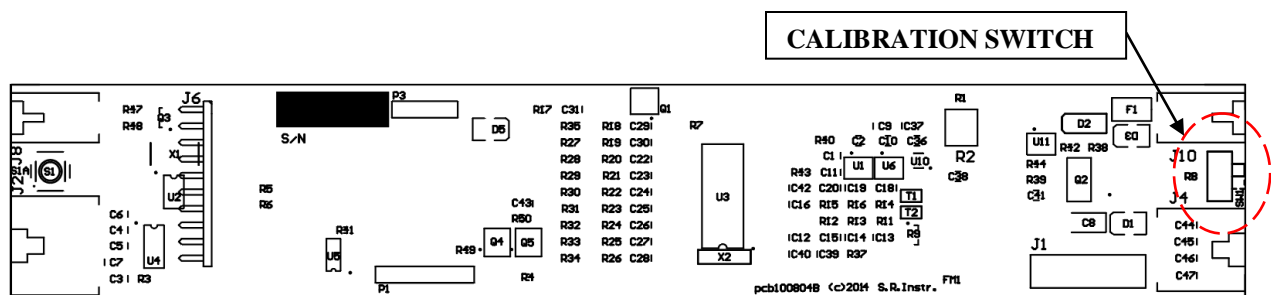 CALIBRATION SWITCH
J6
P3
Q1
R1
F1
R47
Q3
R48
S/N
D5
R17 C31
R35 R18 C29
R7
C9 C37
D2
R27 R19 C30
R40 C2 C10 C36
D3
U11
R42 R38
J8
J2
S1A
S1
X1
R28 R20 C22
C1
U1
U6
U10
R2
J10
R29 R21 C23
R43 C11
C38
R44
R8
U2
R5
R30 R22 C24
U3
C42 C20 C19 C18
T1
R39
Q2
R6
C43
R31 R23 C25
C16 R15 R16 R14
C41
J4
SW1
C6
R50
T2
R12 R13 R11
C4
R41
R32 R24 C26
C8
D1
C44
C5
Q4
Q5
R33 R25 C27
C12 C15 C14 C13
R9
J1
C45
R49
C7
U4
U5
R34 R26 C28
X2
C40 C39 R37
C46
C3 R3
R4
C47
P1
pcb100804B (c)2014 S.R.Instr.
FM1